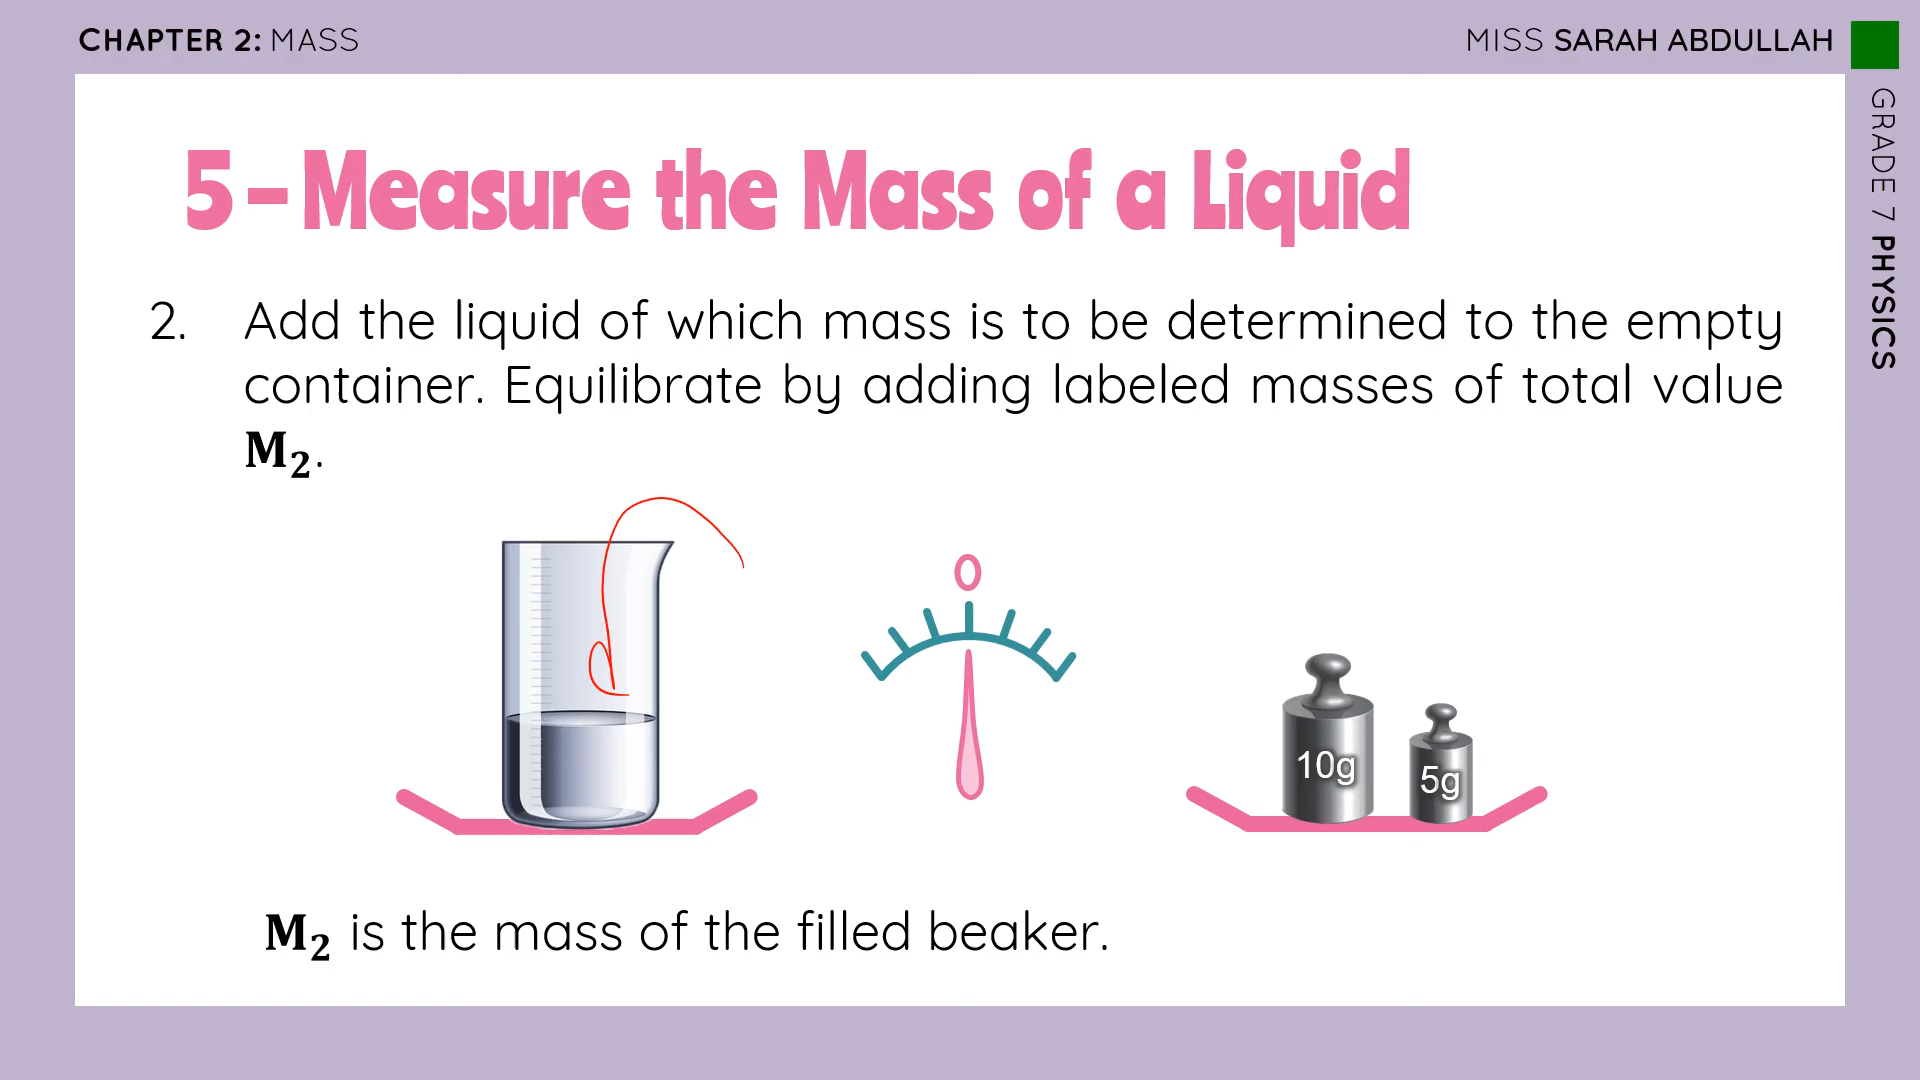 CHAPTER 2: MASS
MISS SARAH ABDULLAH
GRADE 7 PHYSICS
5-Measure the Mass of a Liquid
2. Add the liquid of which mass is to be determined to the empty
container. Equilibrate by adding labeled masses of total value
M₂.
0
10g
5g
M₂ is the mass of the filled beaker.